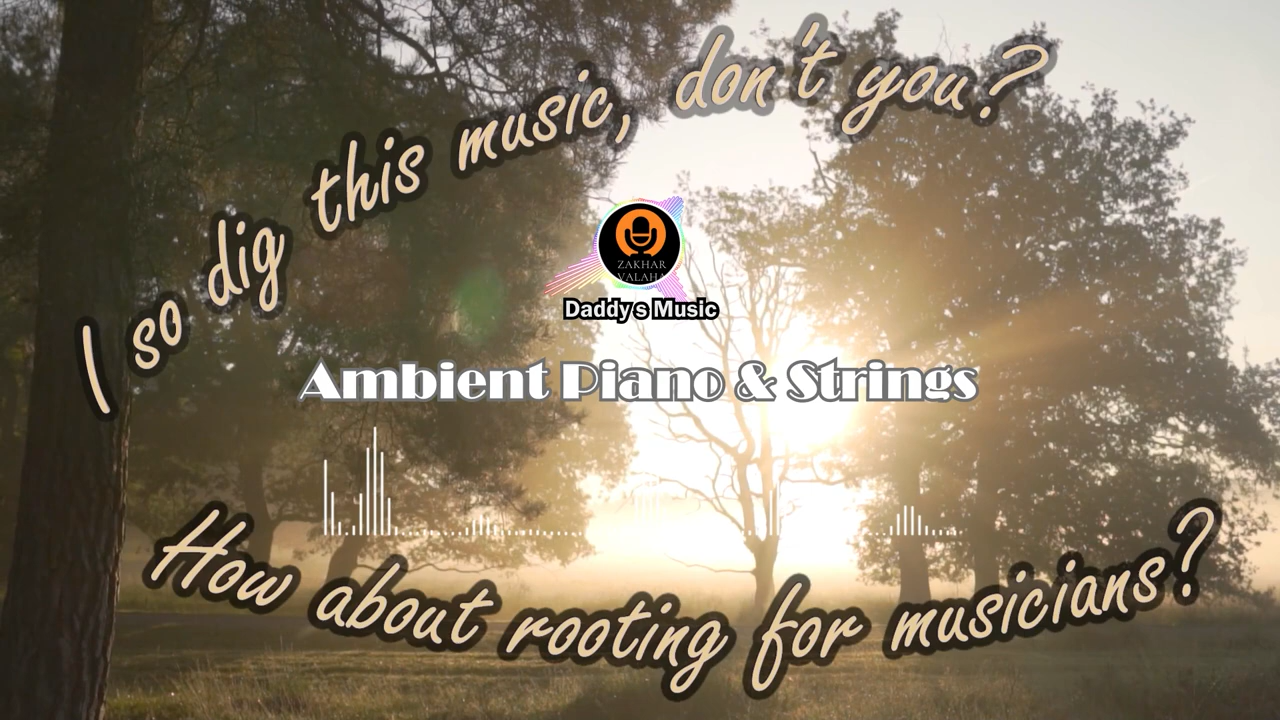 I so dig this music, don't you?
ZAKHAR
VALAHA
Daddy s Music
Ambient Piano & Strings
How about rooting for musicians?